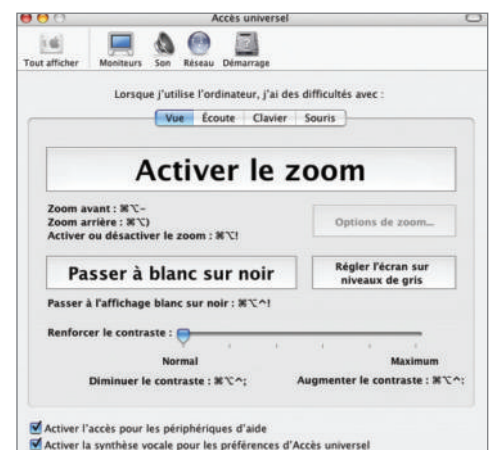 Accès universel
Tout afficher Moniteurs Son Réseau Démarrage
Lorsque j'utilise l'ordinateur, j'ai des difficultés avec :
Vue Écoute Clavier Souris
Activer le zoom
Zoom avant : ⌘⌥-
Zoom arrière : ⌘⌥)
Activer ou désactiver le zoom : ⌘⌥!
Options de zoom...
Passer à blanc sur noir
Régler l'écran sur
niveaux de gris
Passer à l'affichage blanc sur noir : ⌘⌥^!
Renforcer le contraste :
Normal Maximum
Diminuer le contraste : ⌘⌥^; Augmenter le contraste : ⌘⌥^:
Activer l'accès pour les périphériques d'aide
Activer la synthèse vocale pour les préférences d'Accès universel